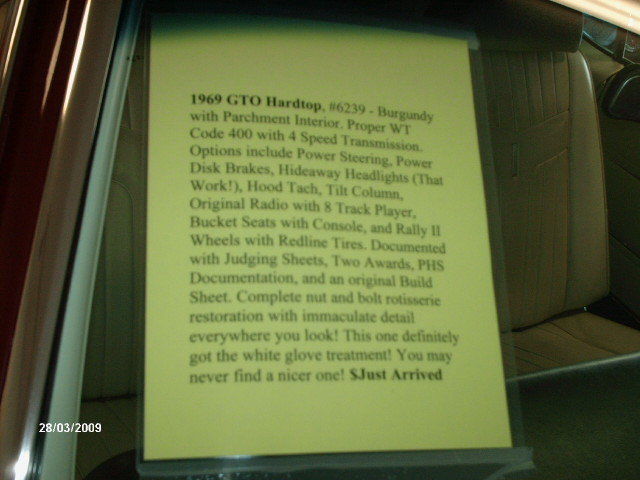 1969 GTO Hardtop, #6239 - Burgundy
with Parchment Interior. Proper WT
Code 400 with 4 Speed Transmission.
Options include Power Steering, Power
Disk Brakes, Hideaway Headlights (That
Work!), Hood Tach, Tilt Column,
Original Radio with 8 Track Player,
Bucket Seats with Console, and Rally II
Wheels with Redline Tires. Documented
with Judging Sheets, Two Awards, PHS
Documentation, and an original Build
Sheet. Complete nut and bolt rotisserie
restoration with immaculate detail
everywhere you look! This one definitely
got the white glove treatment! You may
never find a nicer one! $Just Arrived
28/03/2009